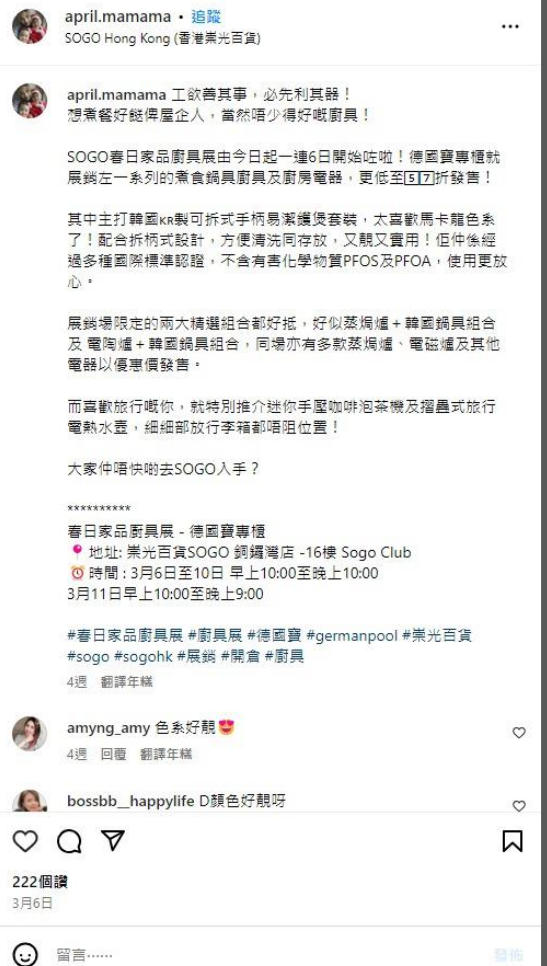 april.mamama • 追蹤
SOGO Hong Kong (香港崇光百貨)
april.mamama 工欲善其事，必先利其器！
想煮餐好餸俾屋企人，當然唔少得好嘅廚具！
SOGO春日家品廚具展由今日起一連6日開始咗啦！德國寶專櫃就
展銷左一系列的煮食鍋具廚具及廚房電器，更低至5️⃣7️⃣折發售！
其中主打韓國🇰🇷製可拆式手柄易潔鑊煲套裝，太喜歡馬卡龍色系
了！配合拆柄式設計，方便清洗同存放，又靚又實用！佢仲係經
過多種國際標準認證，不含有害化學物質PFOS及PFOA，使用更放
心。
展銷場限定的兩大精選組合都好抵，好似蒸焗爐 + 韓國鍋具組合
及 電陶爐 + 韓國鍋具組合，同場亦有多款蒸焗爐、電磁爐及其他
電器以優惠價發售。
而喜歡旅行嘅你，就特別推介迷你手壓咖啡泡茶機及摺疊式旅行
電熱水壺，細細部放行李箱都唔阻位置！
大家仲唔快啲去SOGO入手？
**********
春日家品廚具展 - 德國寶專櫃
📍 地址: 崇光百貨SOGO 銅鑼灣店 -16樓 Sogo Club
⏰ 時間 : 3月6日至10日 早上10:00至晚上10:00
3月11日早上10:00至晚上9:00
#春日家品廚具展 #廚具展 #德國寶 #germanpool #崇光百貨
#sogo #sogohk #展銷 #開倉 #廚具
4週 翻譯年糕
amyng_amy 色系好靚😍
4週 回覆 翻譯年糕
bossbb__happylife D顏色好靚呀
222個讚
3月6日
留言⋯⋯ 發佈